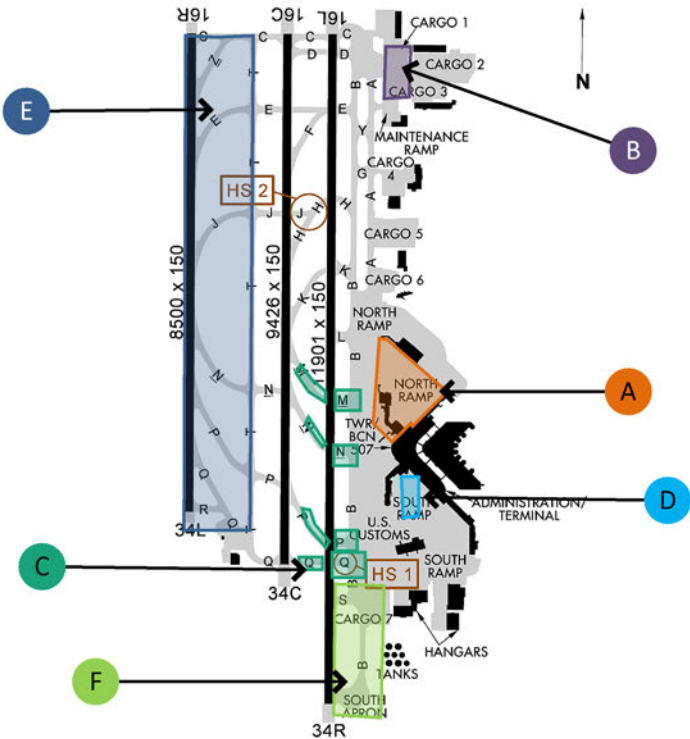 16R
16C
16L
C
C
C
C
D
D
CARGO 1
CARGO 2
CARGO 3
B
A
N
Z
T
E
E
E
E
F
Y
MAINTENANCE
RAMP
B
HS 2
G
CARGO
4
A
J
J
J
H
H
H
CARGO 5
8500 x 150
9426 x 150
11901 x 150
K
K
A
B
CARGO 6
T
NORTH
RAMP
L
B
M
M
NORTH
RAMP
A
N
N
N
TWR/
BCN
507
P
T
Q
P
B
SOUTH
RAMP
ADMINISTRATION/
TERMINAL
D
R
Q
34L
P
P
U.S.
CUSTOMS
C
Q
Q
Q
HS 1
SOUTH
RAMP
34C
B
S
CARGO 7
HANGARS
F
B
TANKS
SOUTH
APRON
34R